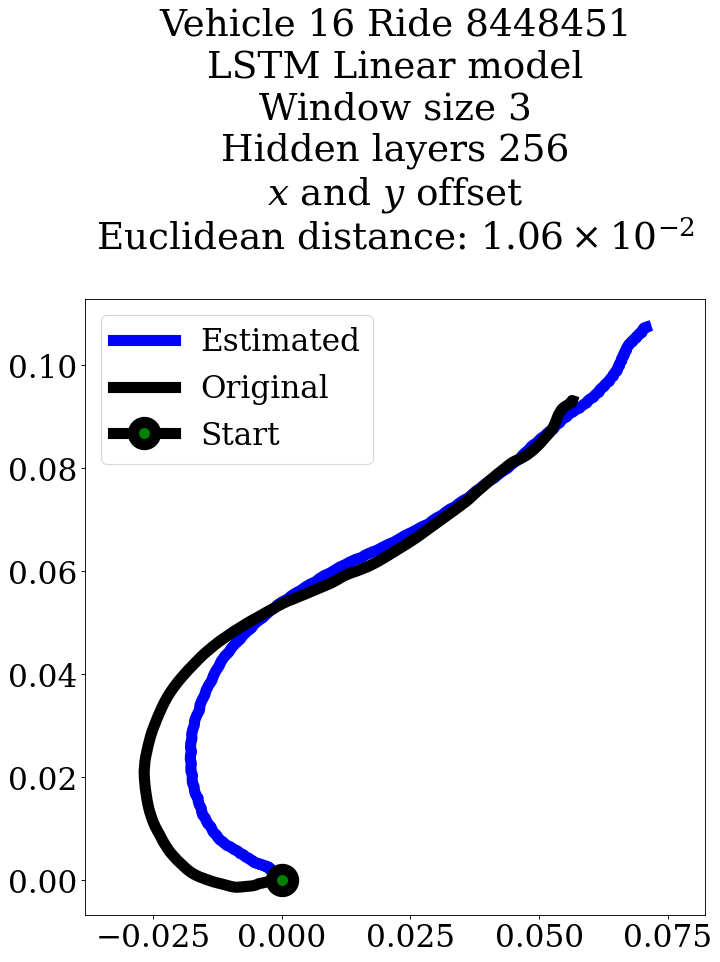 Vehicle 16 Ride 8448451
LSTM Linear model
Window size 3
Hidden layers 256
x and y offset
Euclidean distance: 1.06 × 10⁻²
Estimated
Original
Start
0.10
0.08
0.06
0.04
0.02
0.00
−0.025 0.000 0.025 0.050 0.075